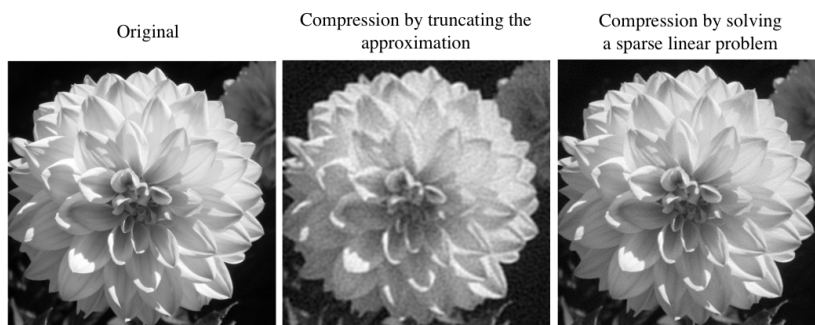 Original
Compression by truncating the
approximation
Compression by solving
a sparse linear problem